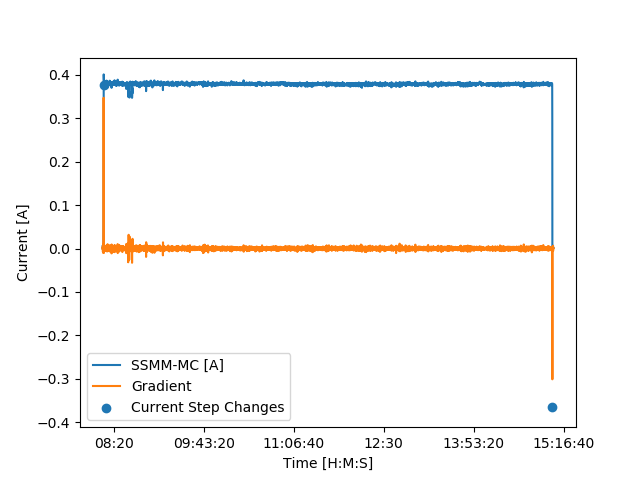 0.4
0.3
0.2
0.1
0.0
−0.1
−0.2
−0.3
−0.4
Current [A]
SSMM-MC [A]
Gradient
Current Step Changes
08:20 09:43:20 11:06:40 12:30 13:53:20 15:16:40
Time [H:M:S]